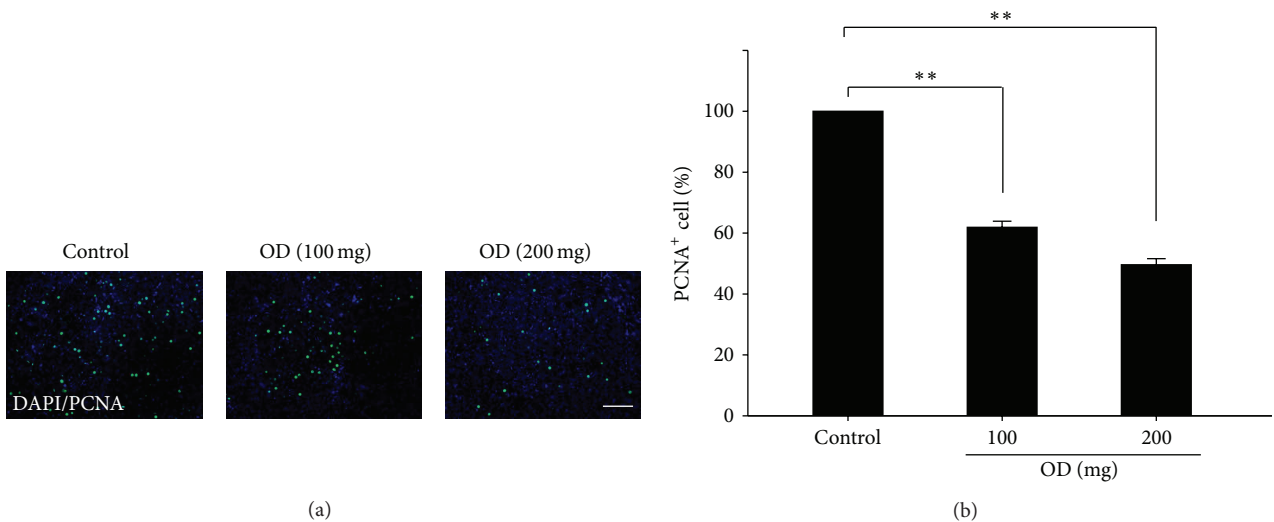 Control
OD (100 mg)
OD (200 mg)
DAPI/PCNA
(a)
**
**
PCNA+ cell (%)
100
80
60
40
20
0
Control
100
200
OD (mg)
(b)